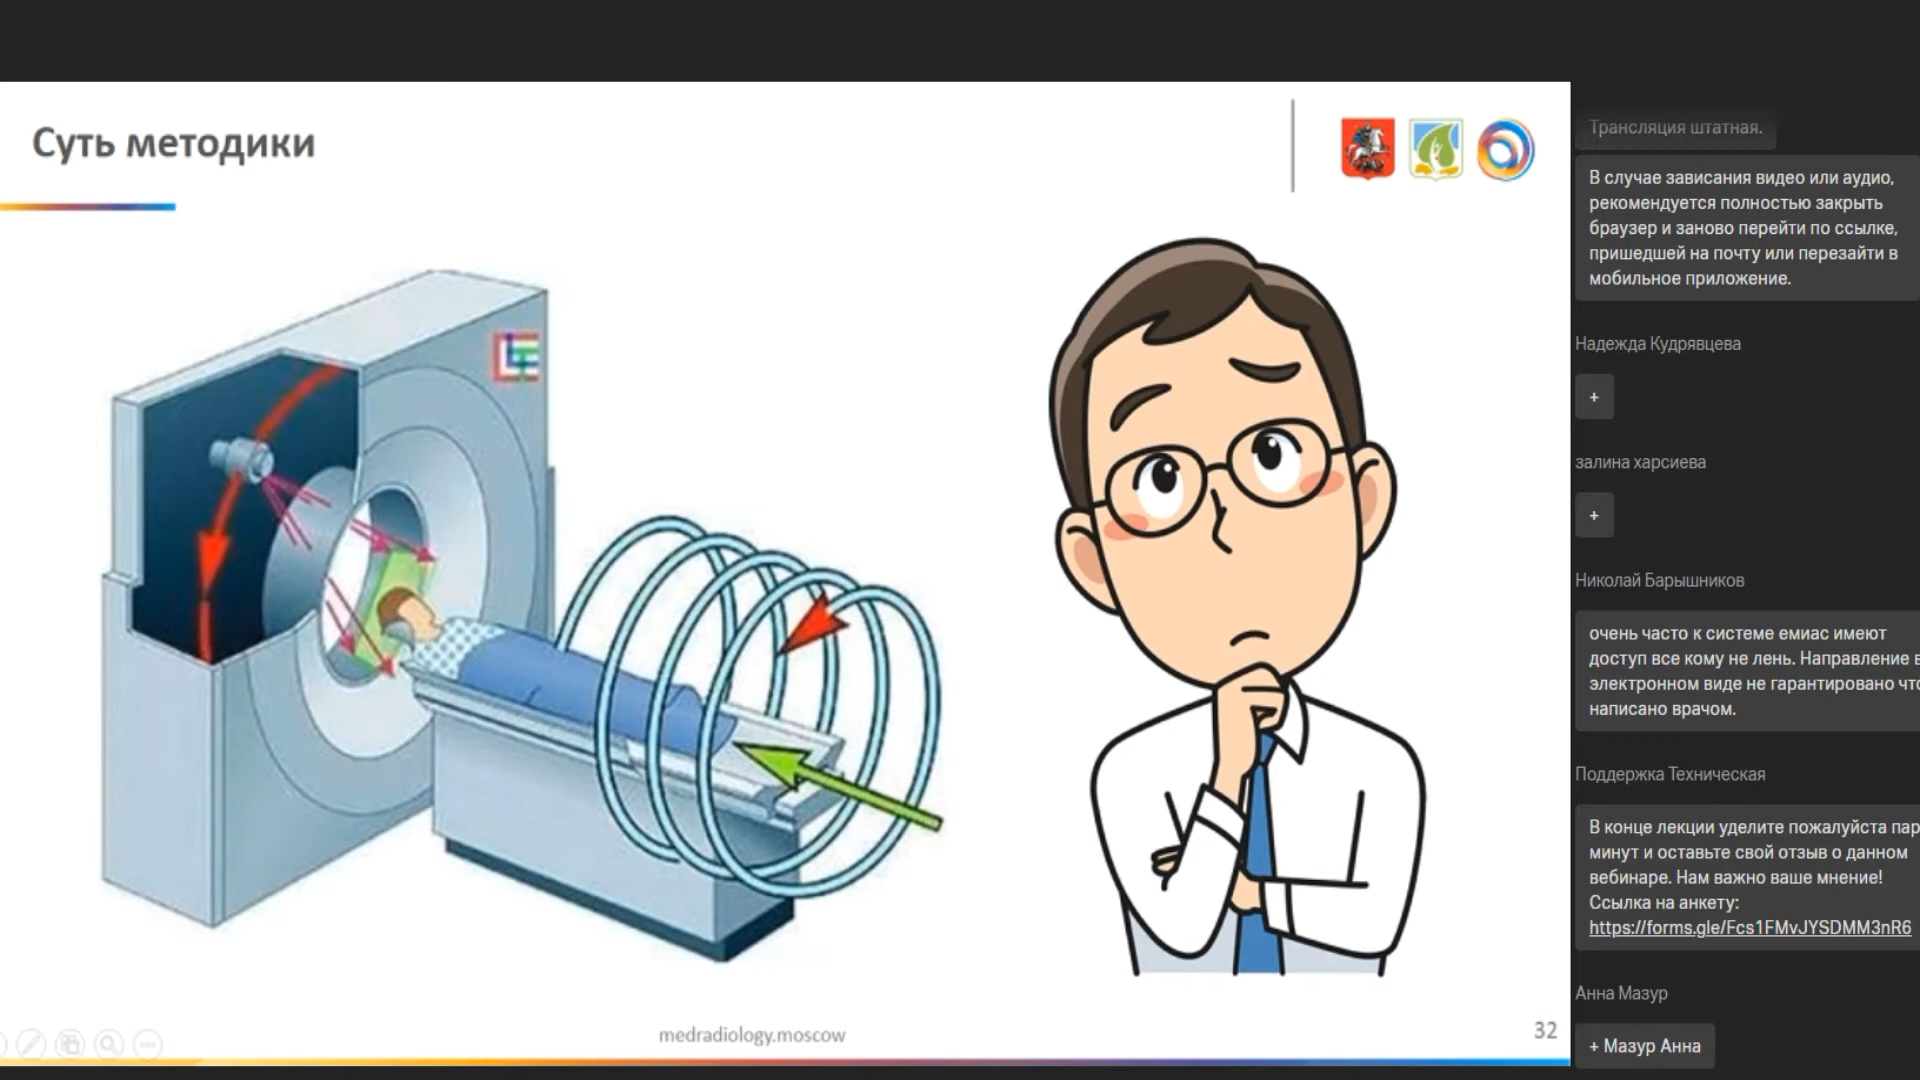 Суть методики
medradiology.moscow
32
Трансляция штатная.
В случае зависания видео или аудио,
рекомендуется полностью закрыть
браузер и заново перейти по ссылке,
пришедшей на почту или перезайти в
мобильное приложение.
Надежда Кудрявцева
+
залина харсиева
+
Николай Барышников
очень часто к системе емиас имеют
доступ все кому не лень. Направление в
электронном виде не гарантировано что
написано врачом.
Поддержка Техническая
В конце лекции уделите пожалуйста пар
минут и оставьте свой отзыв о данном
вебинаре. Нам важно ваше мнение!
Ссылка на анкету:
https://forms.gle/Fcs1FMvJYSDMM3nR6
Анна Мазур
+ Мазур Анна